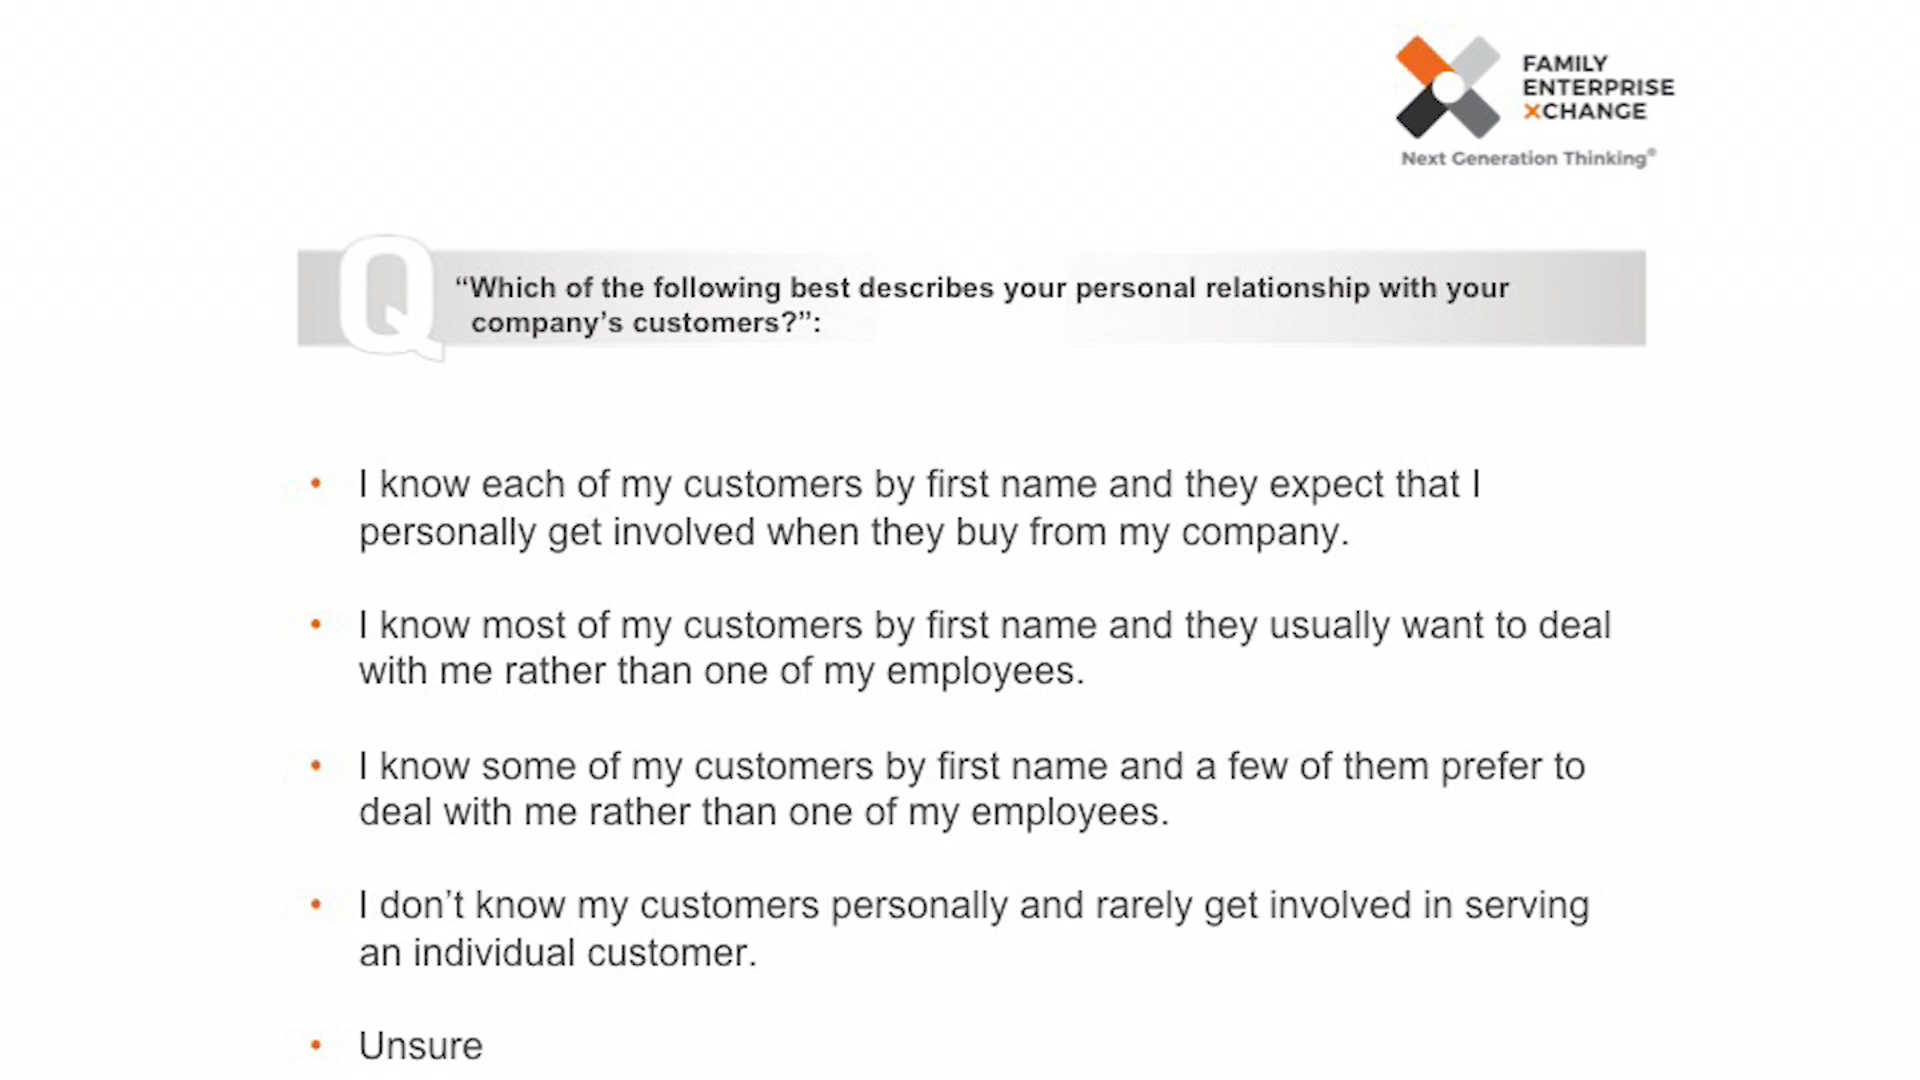 FAMILY
ENTERPRISE
XCHANGE
Next Generation Thinking®
Q
“Which of the following best describes your personal relationship with your
company’s customers?”:
• I know each of my customers by first name and they expect that I
personally get involved when they buy from my company.
• I know most of my customers by first name and they usually want to deal
with me rather than one of my employees.
• I know some of my customers by first name and a few of them prefer to
deal with me rather than one of my employees.
• I don’t know my customers personally and rarely get involved in serving
an individual customer.
• Unsure